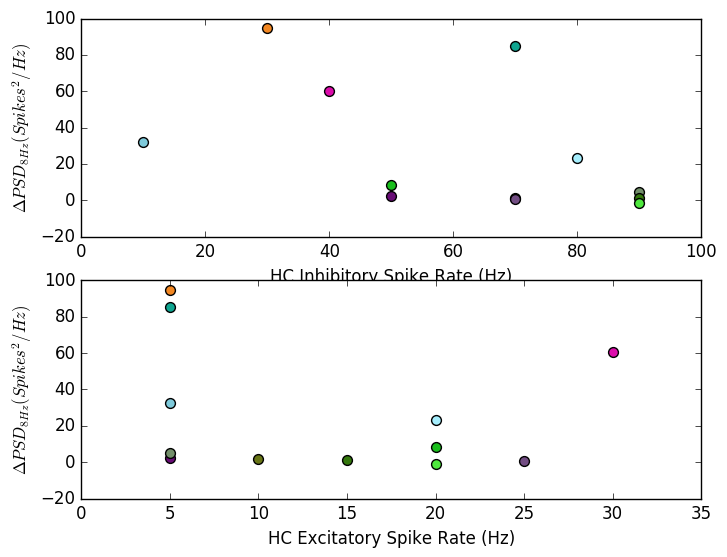 100
80
60
40
20
0
−20
ΔPSD8Hz(Spikes2/Hz)
0 20 40 60 80 100
HC Inhibitory Spike Rate (Hz)
100
80
60
40
20
0
−20
ΔPSD8Hz(Spikes2/Hz)
0 5 10 15 20 25 30 35
HC Excitatory Spike Rate (Hz)